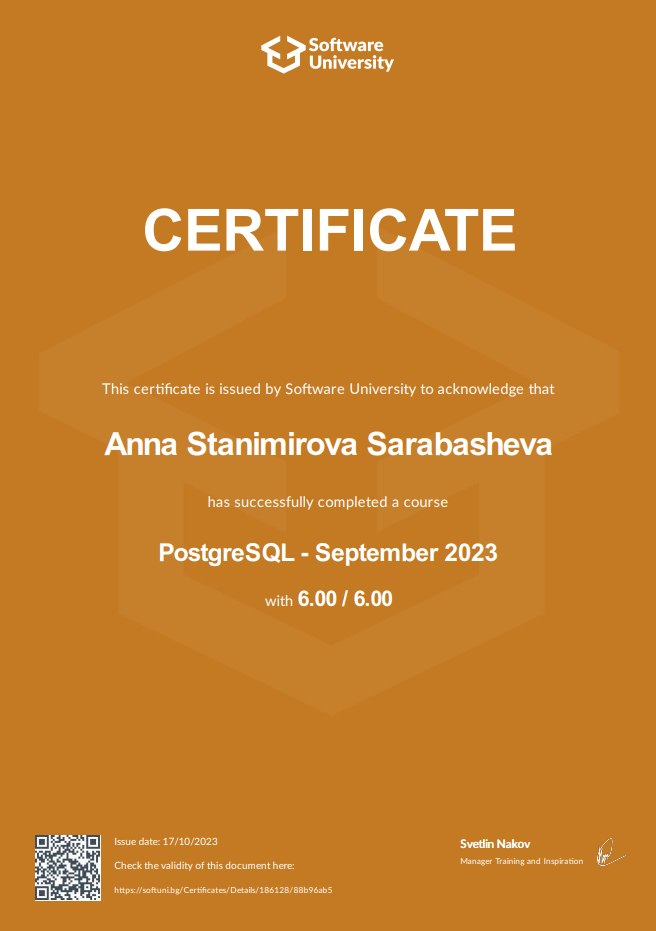 Software
University
CERTIFICATE
This certificate is issued by Software University to acknowledge that
Anna Stanimirova Sarabasheva
has successfully completed a course
PostgreSQL - September 2023
with 6.00 / 6.00
Issue date: 17/10/2023
Check the validity of this document here:
https://softuni.bg/Certificates/Details/186128/88b96ab5
Svetlin Nakov
Manager Training and Inspiration